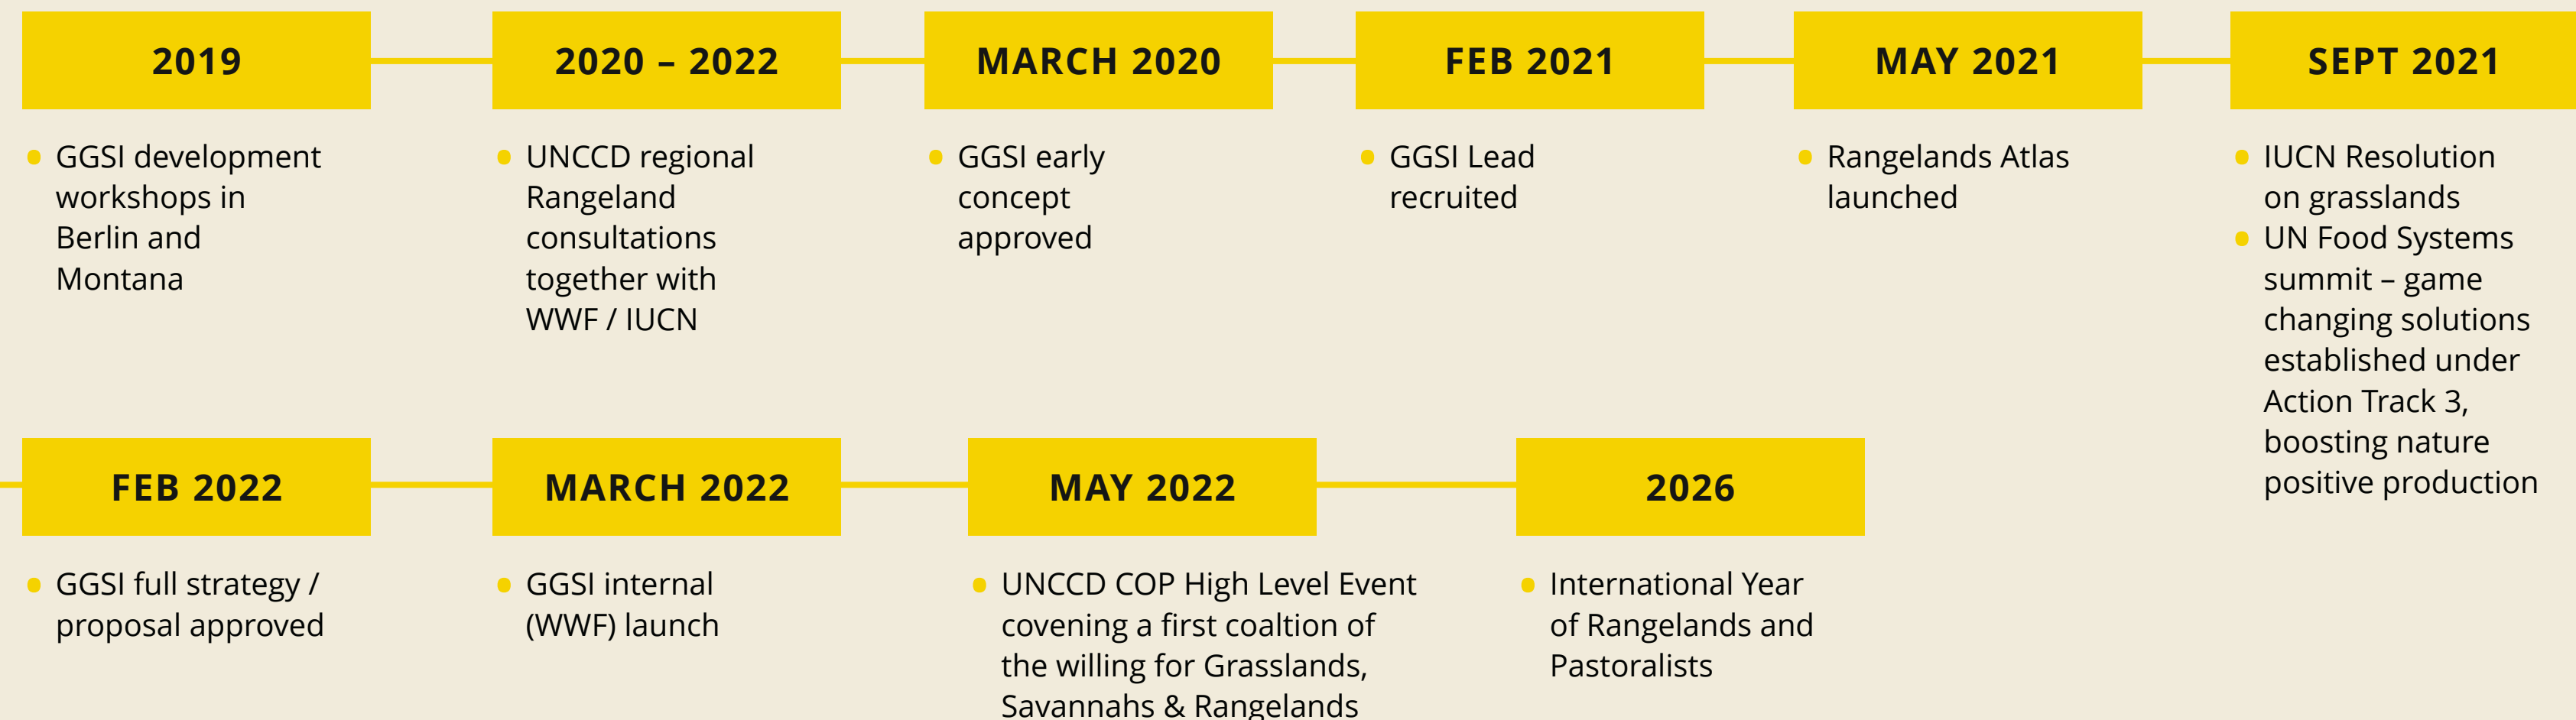 2019
GGSI development
workshops in
Berlin and
Montana
2020 – 2022
UNCCD regional
Rangeland
consultations
together with
WWF / IUCN
MARCH 2020
GGSI early
concept
approved
FEB 2021
GGSI Lead
recruited
MAY 2021
Rangelands Atlas
launched
SEPT 2021
IUCN Resolution
on grasslands
UN Food Systems
summit – game
changing solutions
established under
Action Track 3,
boosting nature
positive production
FEB 2022
GGSI full strategy /
proposal approved
MARCH 2022
GGSI internal
(WWF) launch
MAY 2022
UNCCD COP High Level Event
covening a first coaltion of
the willing for Grasslands,
Savannahs & Rangelands
2026
International Year
of Rangelands and
Pastoralists